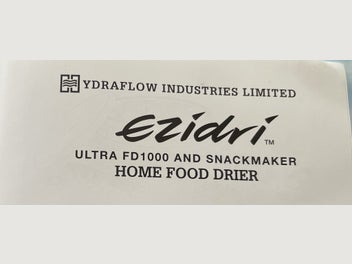 HYDRAFLOW INDUSTRIES LIMITED
Ezidri™
ULTRA FD1000 AND SNACKMAKER
HOME FOOD DRIER